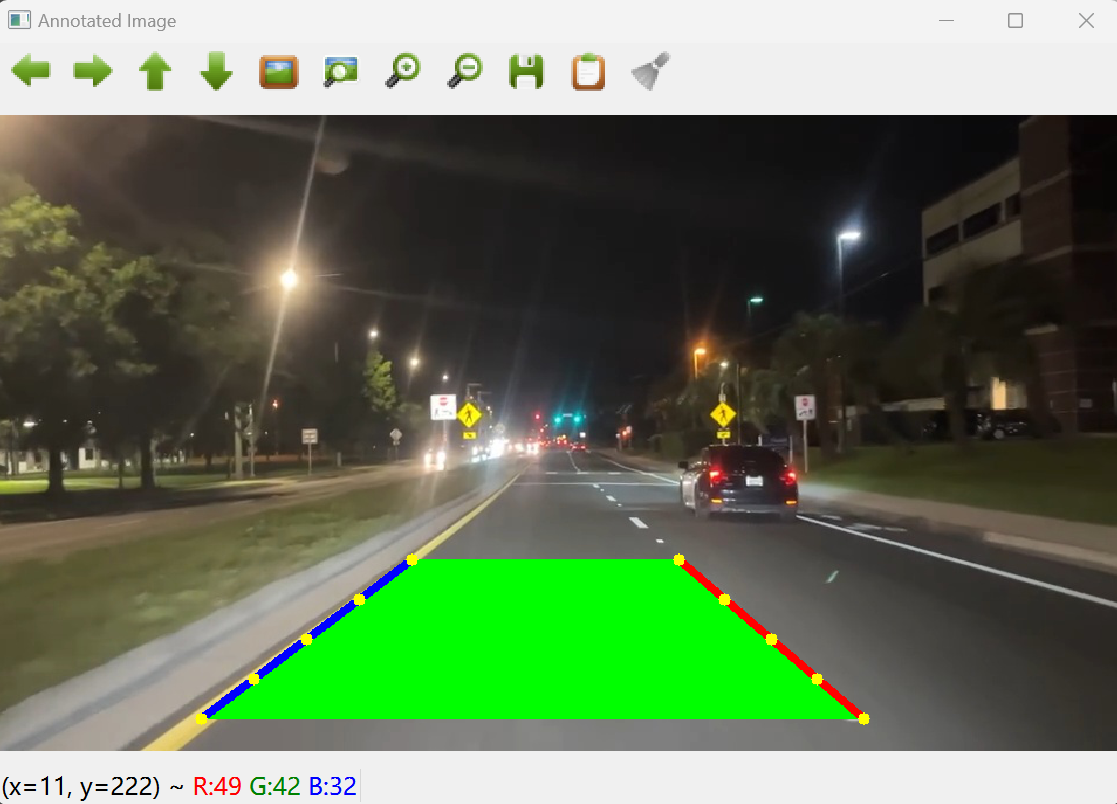 Annotated Image
(x=11, y=222) ~ R:49 G:42 B:32